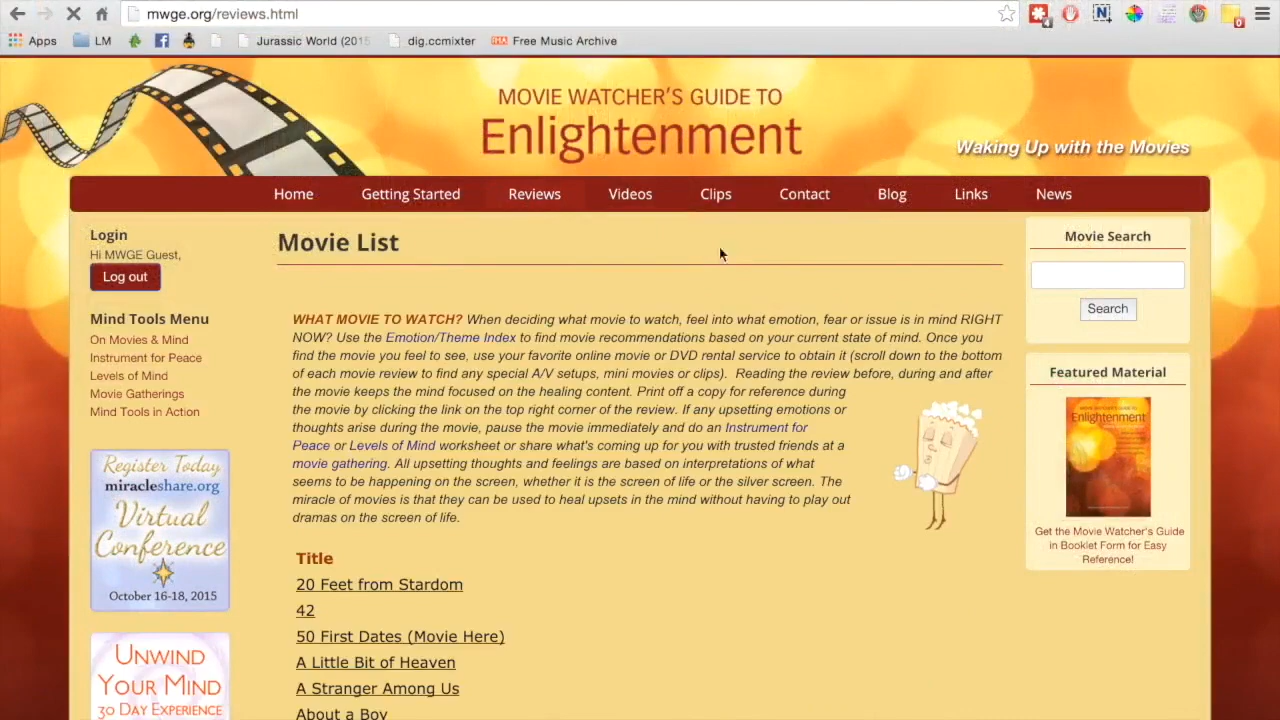 mwge.org/reviews.html
Apps LM Jurassic World (2015 dig.ccmixter Free Music Archive
4
0
MOVIE WATCHER'S GUIDE TO
Enlightenment
Waking Up with the Movies
Home Getting Started Reviews Videos Clips Contact Blog Links News
Login
Hi MWGE Guest,
Log out
Mind Tools Menu
On Movies & Mind
Instrument for Peace
Levels of Mind
Movie Gatherings
Mind Tools in Action
Register Today
miracleshare.org
Virtual
Conference
October 16-18, 2015
UNWIND
YOUR MIND
30 DAY EXPERIENCE
Movie List
WHAT MOVIE TO WATCH? When deciding what movie to watch, feel into what emotion, fear or issue is in mind RIGHT
NOW? Use the Emotion/Theme Index to find movie recommendations based on your current state of mind. Once you
find the movie you feel to see, use your favorite online movie or DVD rental service to obtain it (scroll down to the bottom
of each movie review to find any special A/V setups, mini movies or clips). Reading the review before, during and after
the movie keeps the mind focused on the healing content. Print off a copy for reference during
the movie by clicking the link on the top right corner of the review. If any upsetting emotions or
thoughts arise during the movie, pause the movie immediately and do an Instrument for
Peace or Levels of Mind worksheet or share what's coming up for you with trusted friends at a
movie gathering. All upsetting thoughts and feelings are based on interpretations of what
seems to be happening on the screen, whether it is the screen of life or the silver screen. The
miracle of movies is that they can be used to heal upsets in the mind without having to play out
dramas on the screen of life.
Title
20 Feet from Stardom
42
50 First Dates (Movie Here)
A Little Bit of Heaven
A Stranger Among Us
About a Boy
Movie Search
Search
Featured Material
MOVIE WATCHER'S GUIDE TO
Enlightenment
Get the Movie Watcher's Guide
in Booklet Form for Easy
Reference!